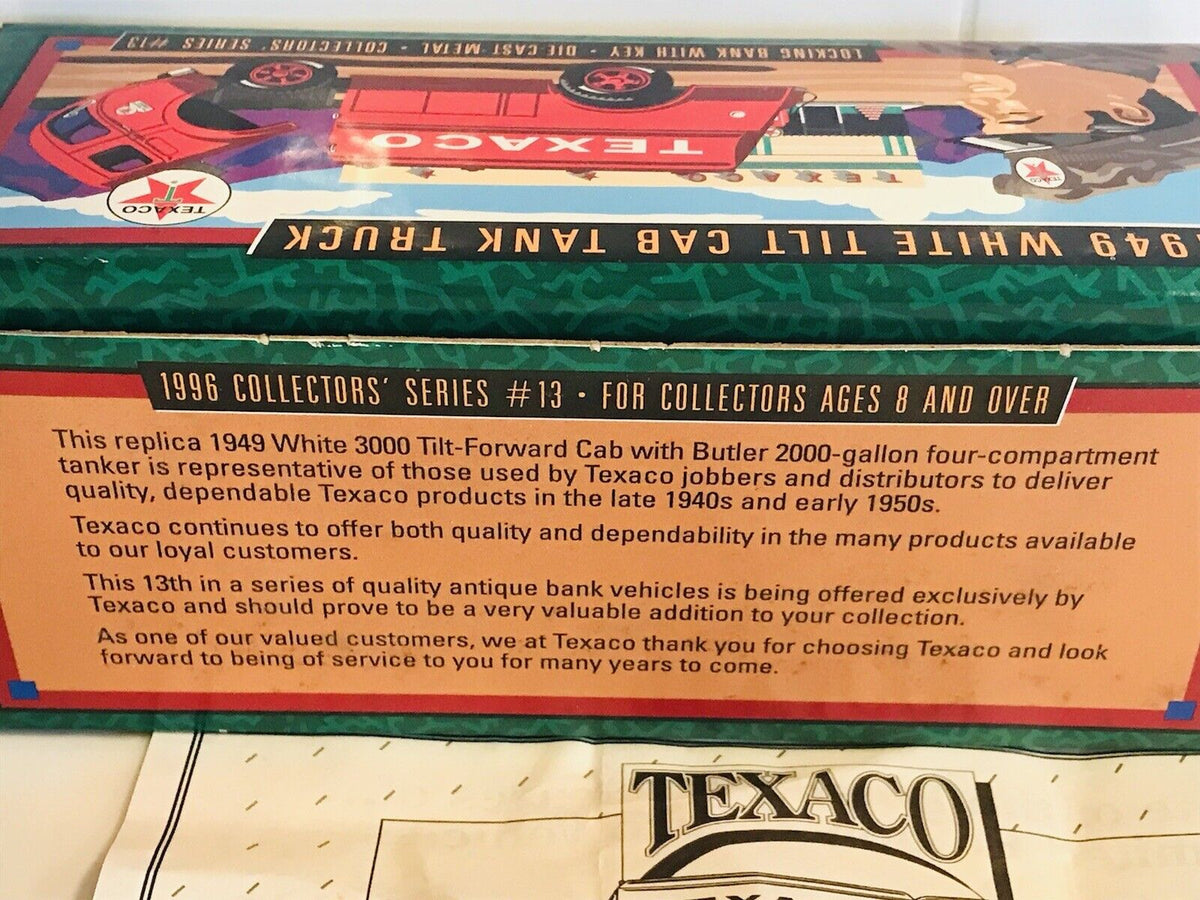 LOCKING BANK WITH KEY • DIE CAST METAL • COLLECTORS' SERIES #13
TEXACO
TEXACO
TEXACO
TEXACO
T
949 WHITE TILT CAB TANK TRUCK
1996 COLLECTORS' SERIES #13 • FOR COLLECTORS AGES 8 AND OVER
This replica 1949 White 3000 Tilt-Forward Cab with Butler 2000-gallon four-compartment
tanker is representative of those used by Texaco jobbers and distributors to deliver
quality, dependable Texaco products in the late 1940s and early 1950s.
Texaco continues to offer both quality and dependability in the many products available
to our loyal customers.
This 13th in a series of quality antique bank vehicles is being offered exclusively by
Texaco and should prove to be a very valuable addition to your collection.
As one of our valued customers, we at Texaco thank you for choosing Texaco and look
forward to being of service to you for many years to come.
TEXACO